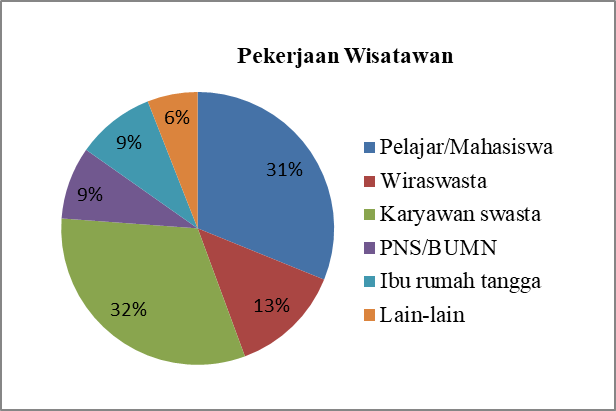 Pekerjaan Wisatawan
6%
9%
31%
9%
13%
32%
Pelajar/Mahasiswa
Wiraswasta
Karyawan swasta
PNS/BUMN
Ibu rumah tangga
Lain-lain